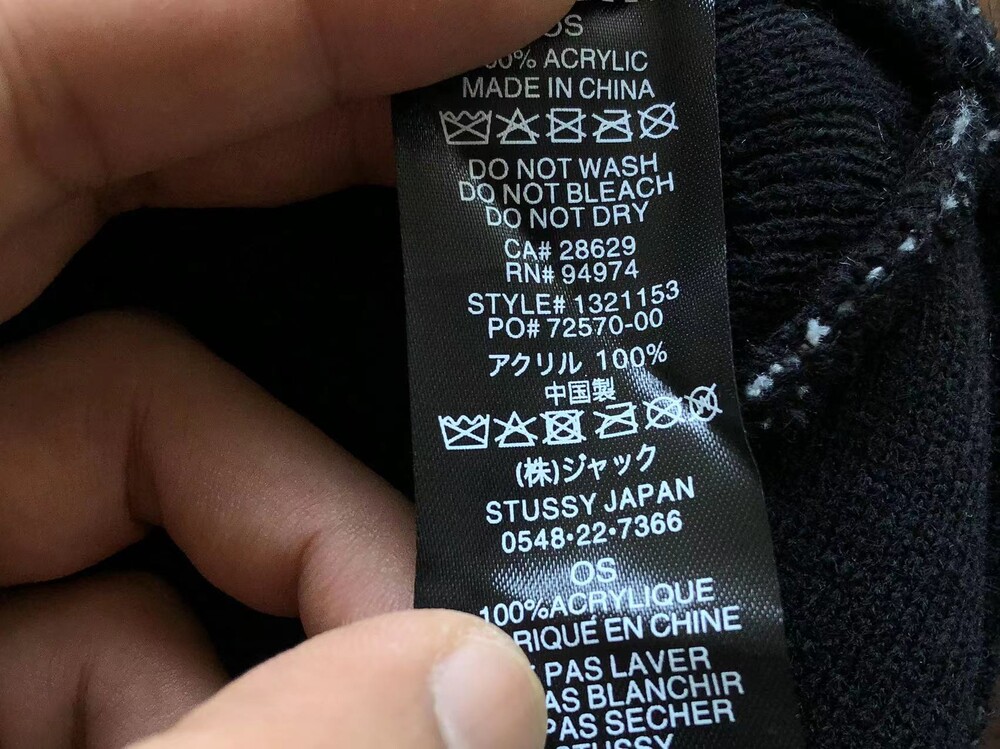 OS
% ACRYLIC
MADE IN CHINA
DO NOT WASH
DO NOT BLEACH
DO NOT DRY
CA# 28629
RN# 94974
STYLE# 1321153
PO# 72570-00
アクリル 100%
中国製
(株)ジャック
STUSSY JAPAN
0548・22・7366
OS
100%ACRYLIQUE
RIQUÉ EN CHINE
PAS LAVER
AS BLANCHIR
PAS SECHER
STUSSY